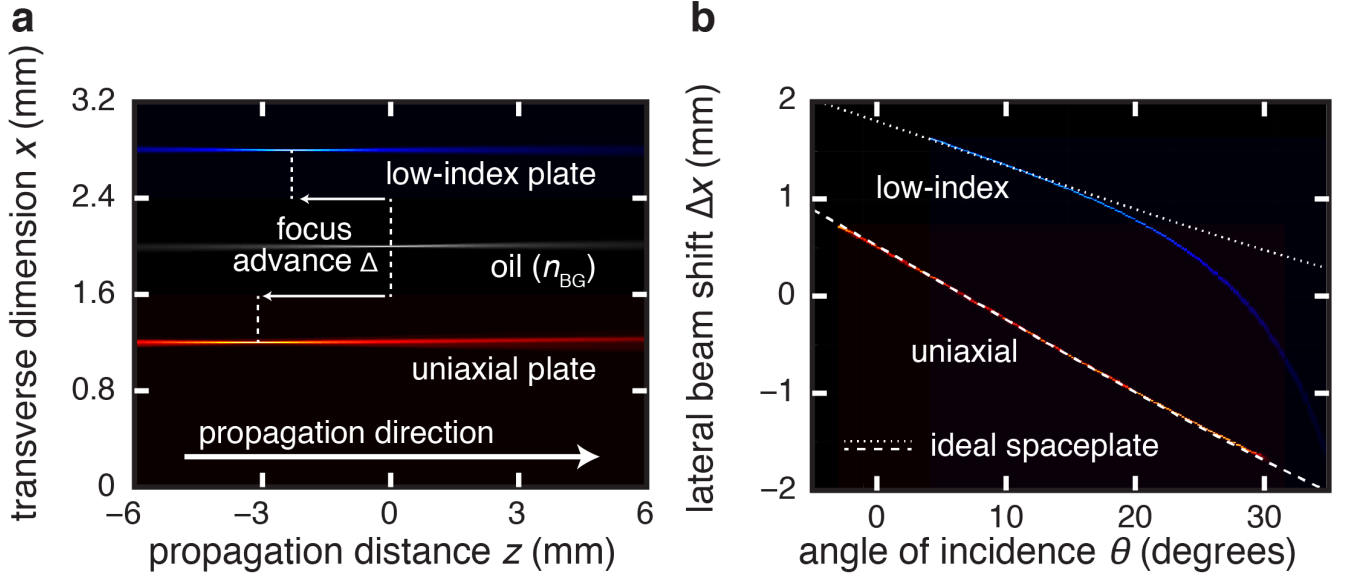 a
transverse dimension x (mm)
3.2
2.4
1.6
0.8
0
low-index plate
focus
advance Δ
oil (n_BG)
uniaxial plate
propagation direction
−6
−3
0
3
6
propagation distance z (mm)
b
lateral beam shift Δx (mm)
2
1
0
−1
−2
low-index
uniaxial
ideal spaceplate
0
10
20
30
angle of incidence θ (degrees)